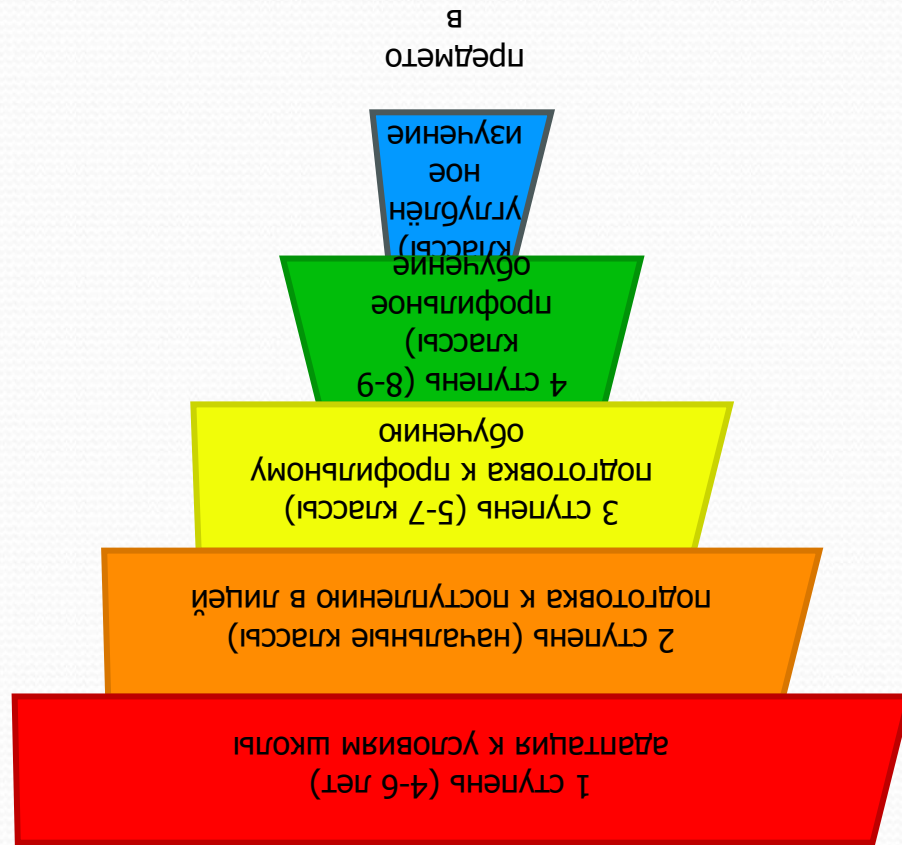 1 ступень (4-6 лет)
адаптация к условиям школы
2 ступень (начальные классы)
подготовка к поступлению в лицей
3 ступень (5-7 классы)
подготовка к профильному
обучению
4 ступень (8-9
классы)
профильное
обучение
классы)
углублён
ное
изучение
предмето
в